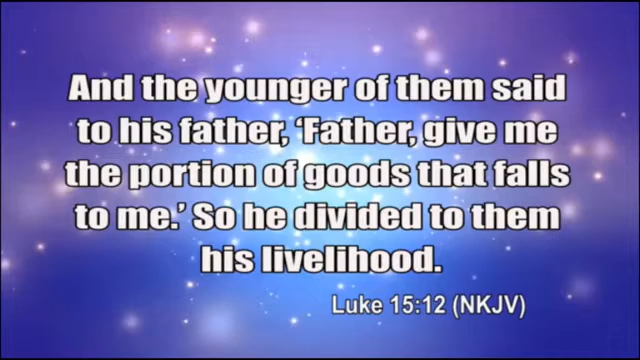 And the younger of them said
to his father, ‘Father, give me
the portion of goods that falls
to me.’ So he divided to them
his livelihood.
Luke 15:12 (NKJV)